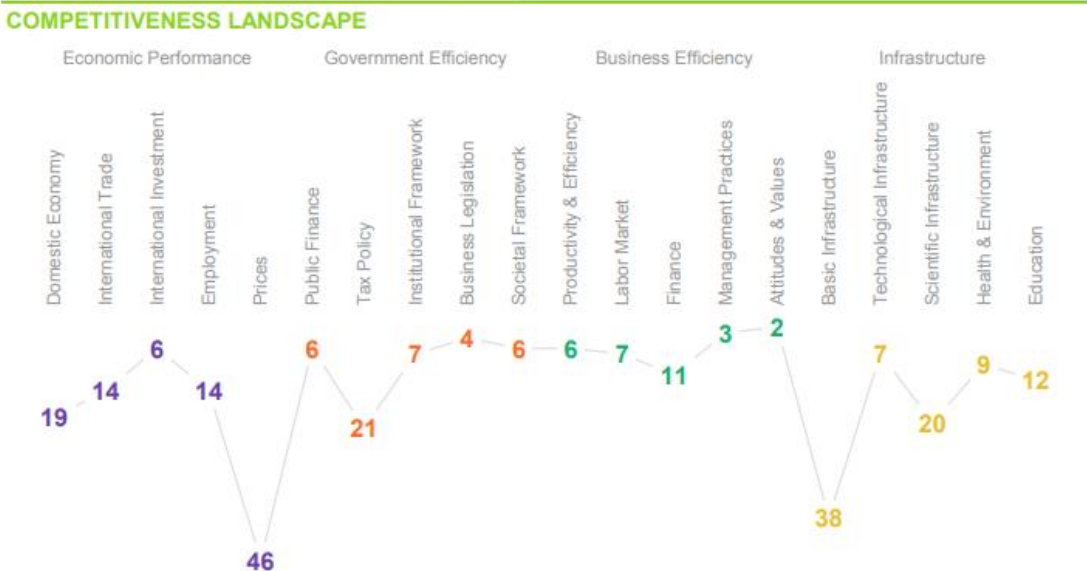 COMPETITIVENESS LANDSCAPE
Economic Performance
Government Efficiency
Business Efficiency
Infrastructure
Domestic Economy
International Trade
International Investment
Employment
Prices
Public Finance
Tax Policy
Institutional Framework
Business Legislation
Societal Framework
Productivity & Efficiency
Labor Market
Finance
Management Practices
Attitudes & Values
Basic Infrastructure
Technological Infrastructure
Scientific Infrastructure
Health & Environment
Education
19
14
6
14
46
6
21
7
4
6
6
7
11
3
2
38
7
20
9
12